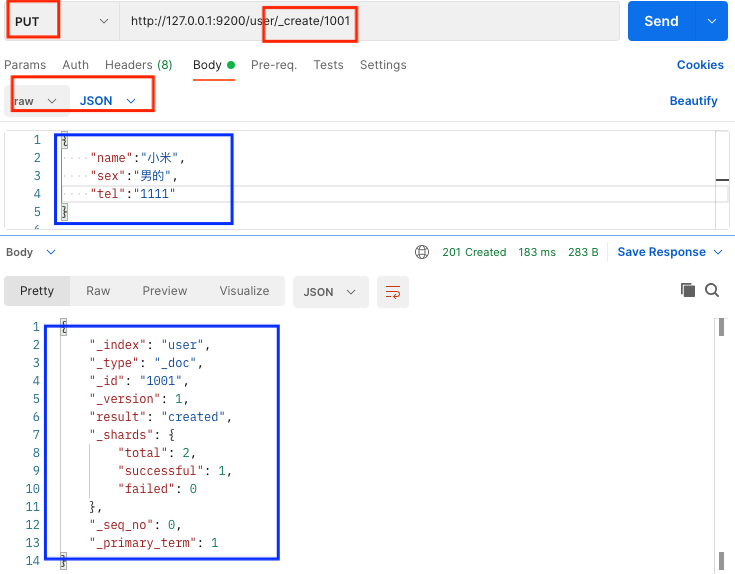 PUT http://127.0.0.1:9200/user/_create/1001 Send
Params Auth Headers (8) Body Pre-req. Tests Settings Cookies
raw JSON Beautify
1 {
2 "name":"小米",
3 "sex":"男的",
4 "tel":"1111"
5 }
Body 201 Created 183 ms 283 B Save Response
Pretty Raw Preview Visualize JSON
1 {
2 "_index": "user",
3 "_type": "_doc",
4 "_id": "1001",
5 "_version": 1,
6 "result": "created",
7 "_shards": {
8 "total": 2,
9 "successful": 1,
10 "failed": 0
11 },
12 "_seq_no": 0,
13 "_primary_term": 1
14 }